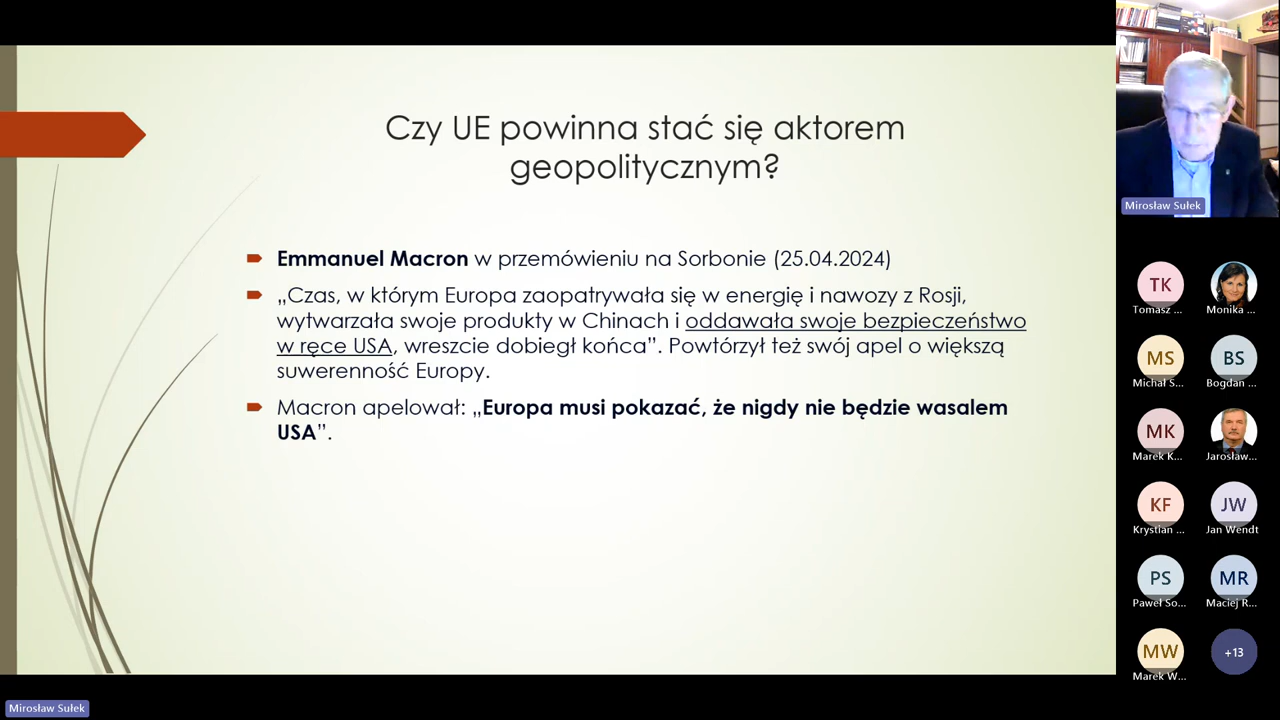 Czy UE powinna stać się aktorem
geopolitycznym?
Emmanuel Macron w przemówieniu na Sorbonie (25.04.2024)
„Czas, w którym Europa zaopatrywała się w energię i nawozy z Rosji,
wytwarzała swoje produkty w Chinach i oddawała swoje bezpieczeństwo
w ręce USA, wreszcie dobiegł końca”. Powtórzył też swój apel o większą
suwerenność Europy.
Macron apelował: „Europa musi pokazać, że nigdy nie będzie wasalem
USA”.
Mirosław Sułek
TK
Tomasz ...
Monika ...
MS
Michał S...
BS
Bogdan ...
MK
Marek K...
Jarosław...
KF
Krystian ...
JW
Jan Wendt
PS
Paweł So...
MR
Maciej R...
MW
Marek W...
+13
Mirosław Sułek